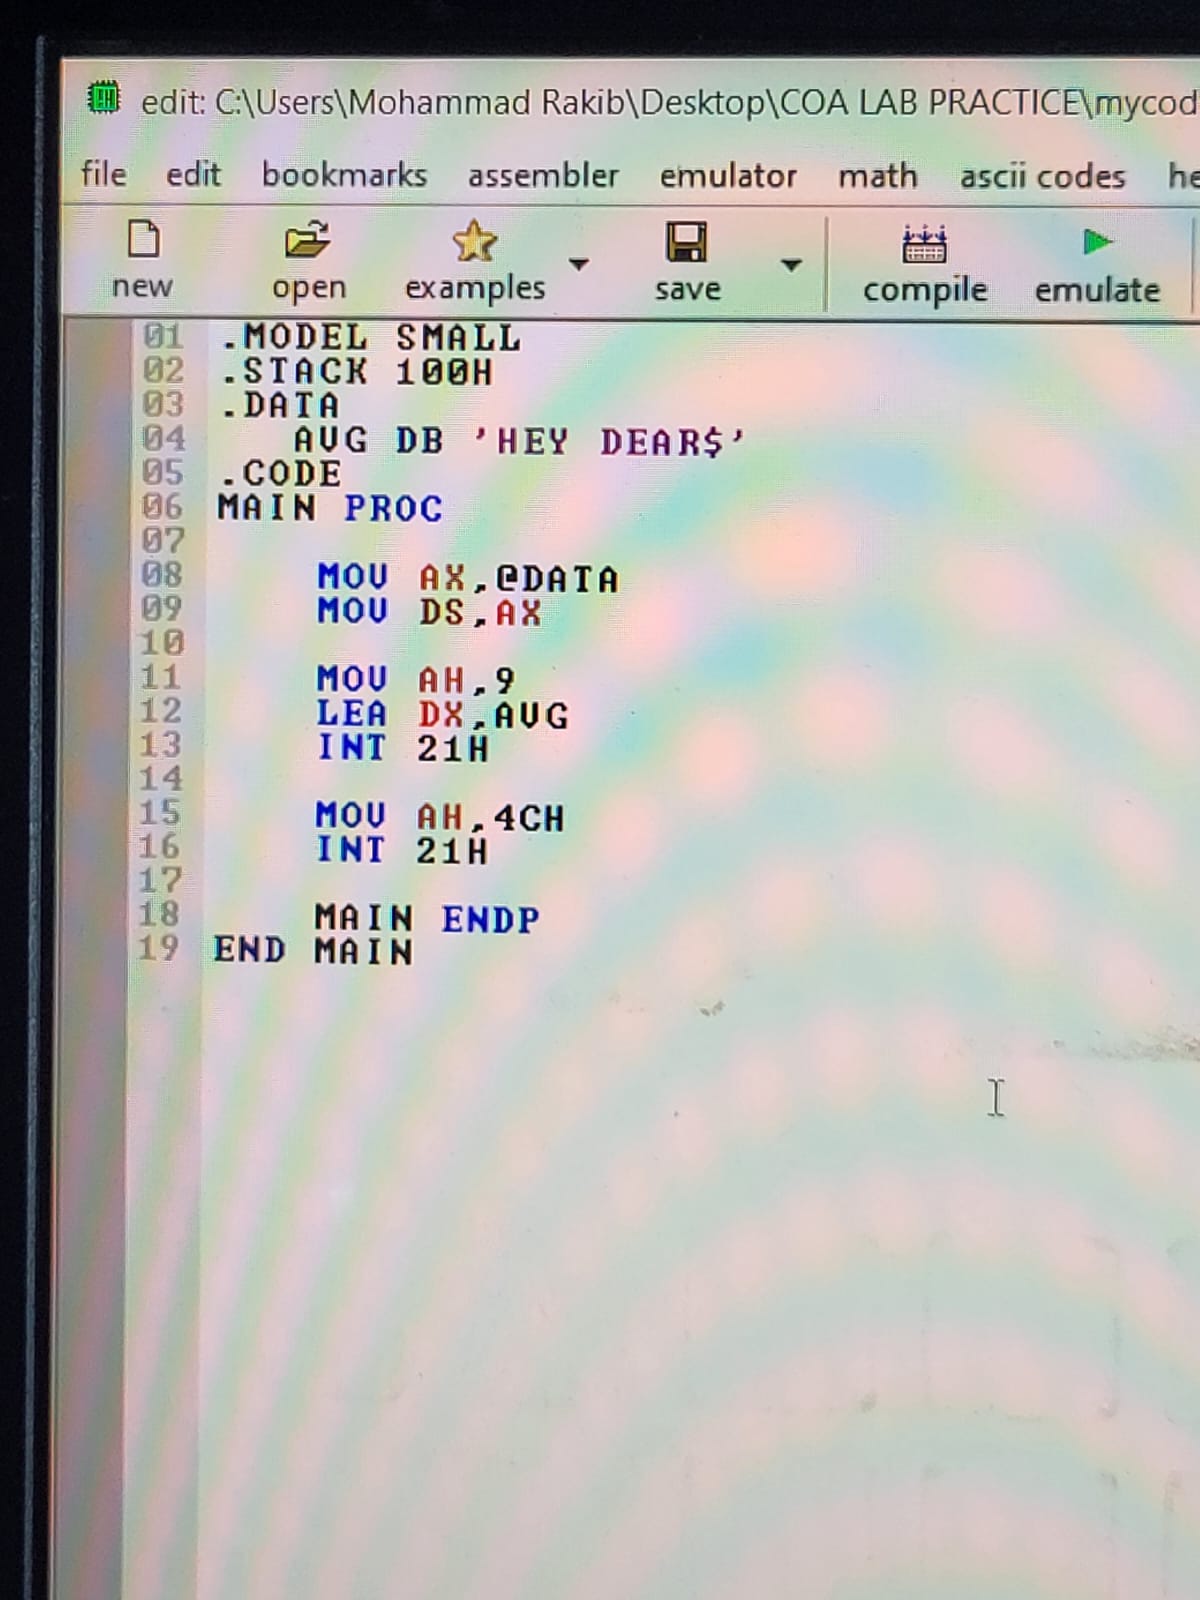 edit: C:\Users\Mohammad Rakib\Desktop\COA LAB PRACTICE\mycod
file edit bookmarks assembler emulator math ascii codes he
new open examples save compile emulate
01 .MODEL SMALL
02 .STACK 100H
03 .DATA
04 AVG DB 'HEY DEAR$'
05 .CODE
06 MAIN PROC
07
08 MOV AX,@DATA
09 MOV DS,AX
10
11 MOV AH,9
12 LEA DX,AVG
13 INT 21H
14
15 MOV AH,4CH
16 INT 21H
17
18 MAIN ENDP
19 END MAIN